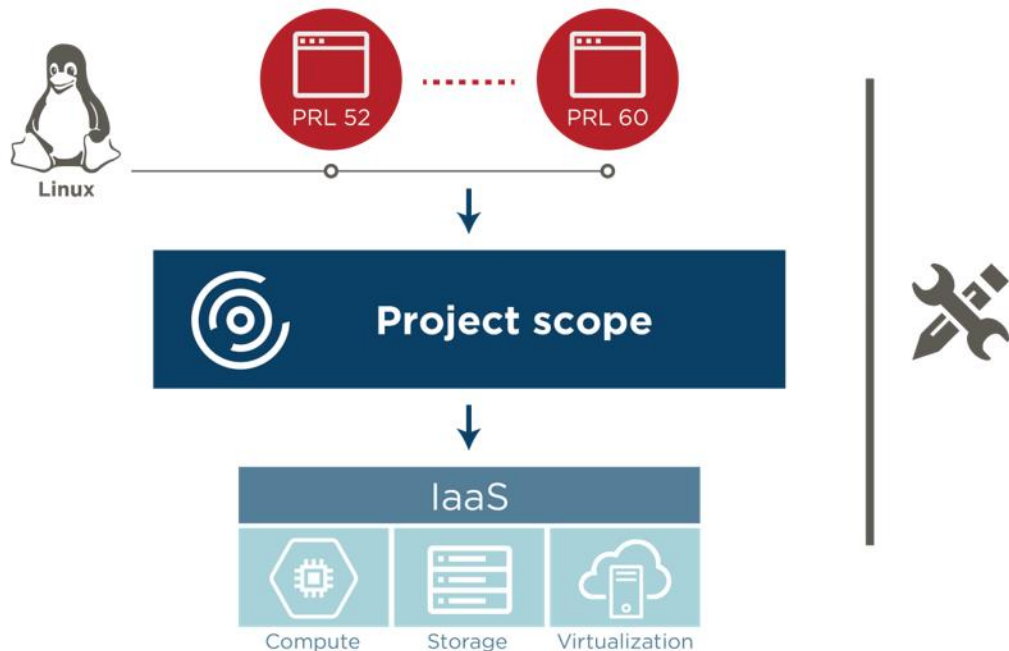 PRL 52
PRL 60
Linux
Project scope
IaaS
Compute
Storage
Virtualization